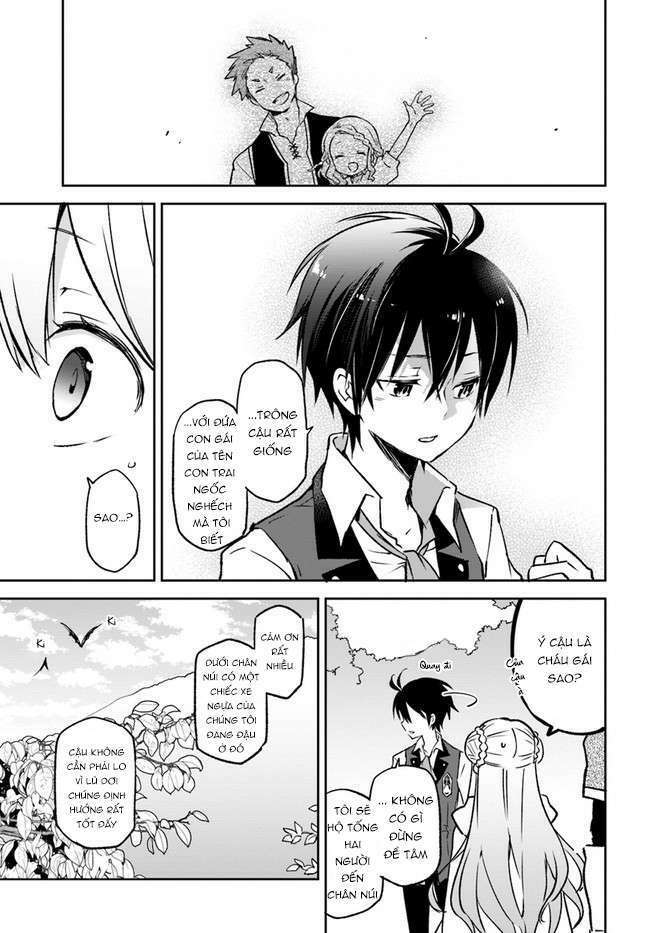 ...TRÔNG
CẬU RẤT
GIỐNG
...VỚI ĐỨA
CON GÁI
CỦA TÊN
CON TRAI
NGỐC
NGHẾCH
MÀ TÔI
BIẾT
SAO...?
Ý CẬU LÀ
CHÁU GÁI
SAO?
Của
cậu
à
Quay đi
... KHÔNG
CÓ GÌ
ĐỪNG
ĐỂ TÂM
TÔI SẼ
HỘ TỐNG
HAI
NGƯỜI
ĐẾN
CHÂN NÚI
CẢM ƠN
RẤT
NHIỀU
DƯỚI CHÂN
NÚI CÓ MỘT
CHIẾC XE
NGỰA CỦA
CHÚNG TÔI
ĐANG ĐẬU
Ở ĐÓ
Ki
Ki
CẬU KHÔNG
CẦN PHẢI LO
VÌ LŨ DƠI
CHÚNG ĐỊNH
HƯỚNG RẤT
TỐT ĐẤY